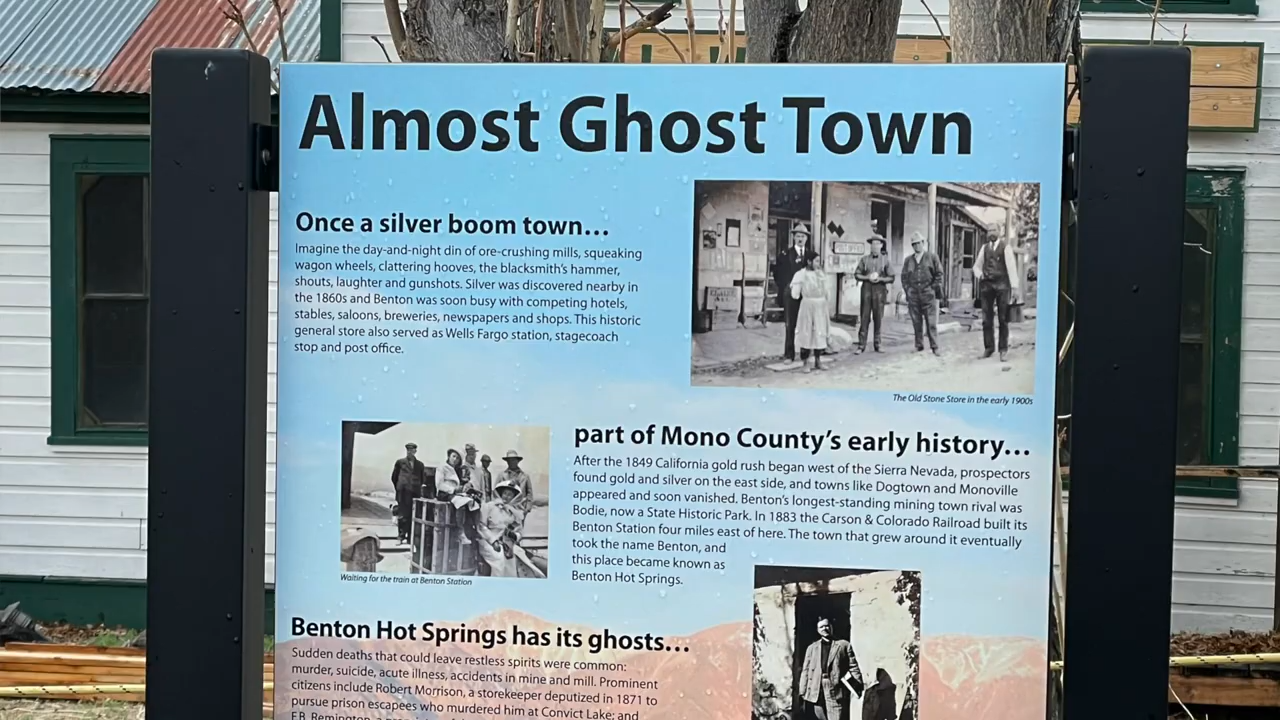 Almost Ghost Town
Once a silver boom town…
Imagine the day-and-night din of ore-crushing mills, squeaking
wagon wheels, clattering hooves, the blacksmith's hammer,
shouts, laughter and gunshots. Silver was discovered nearby in
the 1860s and Benton was soon busy with competing hotels,
stables, saloons, breweries, newspapers and shops. This historic
general store also served as Wells Fargo station, stagecoach
stop and post office.
POST OFFICE
The Old Stone Store in the early 1900s
part of Mono County's early history…
After the 1849 California gold rush began west of the Sierra Nevada, prospectors
found gold and silver on the east side, and towns like Dogtown and Monoville
appeared and soon vanished. Benton's longest-standing mining town rival was
Bodie, now a State Historic Park. In 1883 the Carson & Colorado Railroad built its
Benton Station four miles east of here. The town that grew around it eventually
took the name Benton, and
this place became known as
Benton Hot Springs.
Waiting for the train at Benton Station
Benton Hot Springs has its ghosts…
Sudden deaths that could leave restless spirits were common:
murder, suicide, acute illness, accidents in mine and mill. Prominent
citizens include Robert Morrison, a storekeeper deputized in 1871 to
pursue prison escapees who murdered him at Convict Lake; and